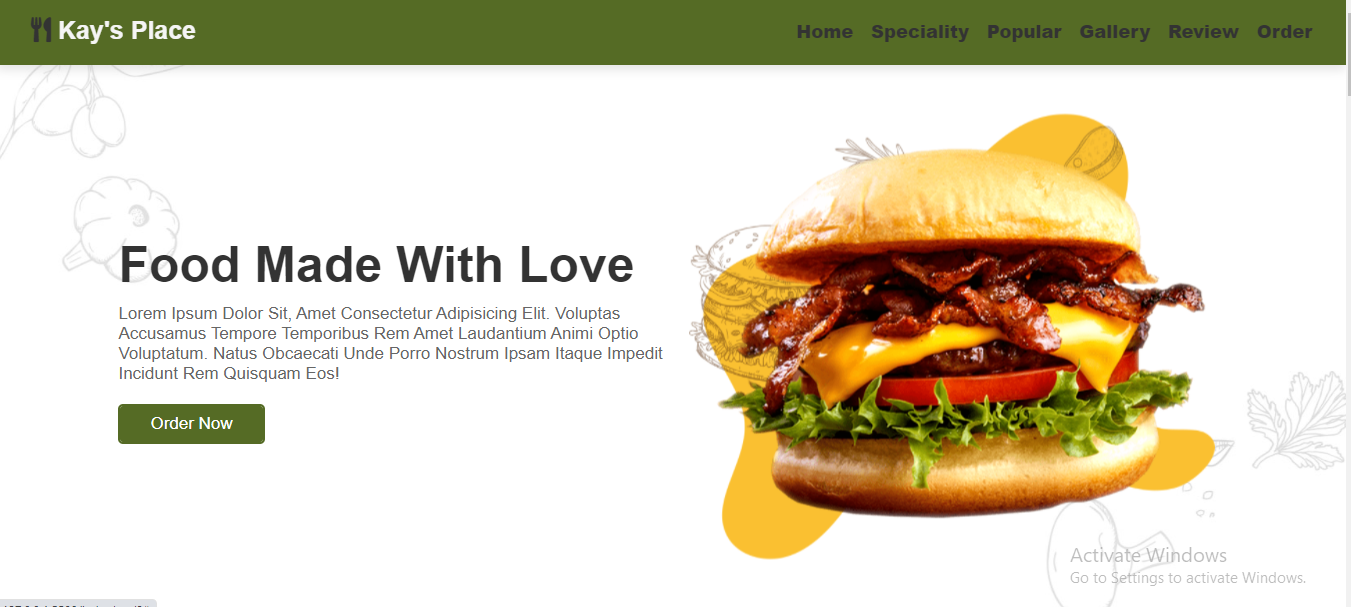 Kay's Place
Home Speciality Popular Gallery Review Order
Food Made With Love
Lorem Ipsum Dolor Sit, Amet Consectetur Adipisicing Elit. Voluptas
Accusamus Tempore Temporibus Rem Amet Laudantium Animi Optio
Voluptatum. Natus Obcaecati Unde Porro Nostrum Ipsam Itaque Impedit
Incidunt Rem Quisquam Eos!
Order Now
Activate Windows
Go to Settings to activate Windows.